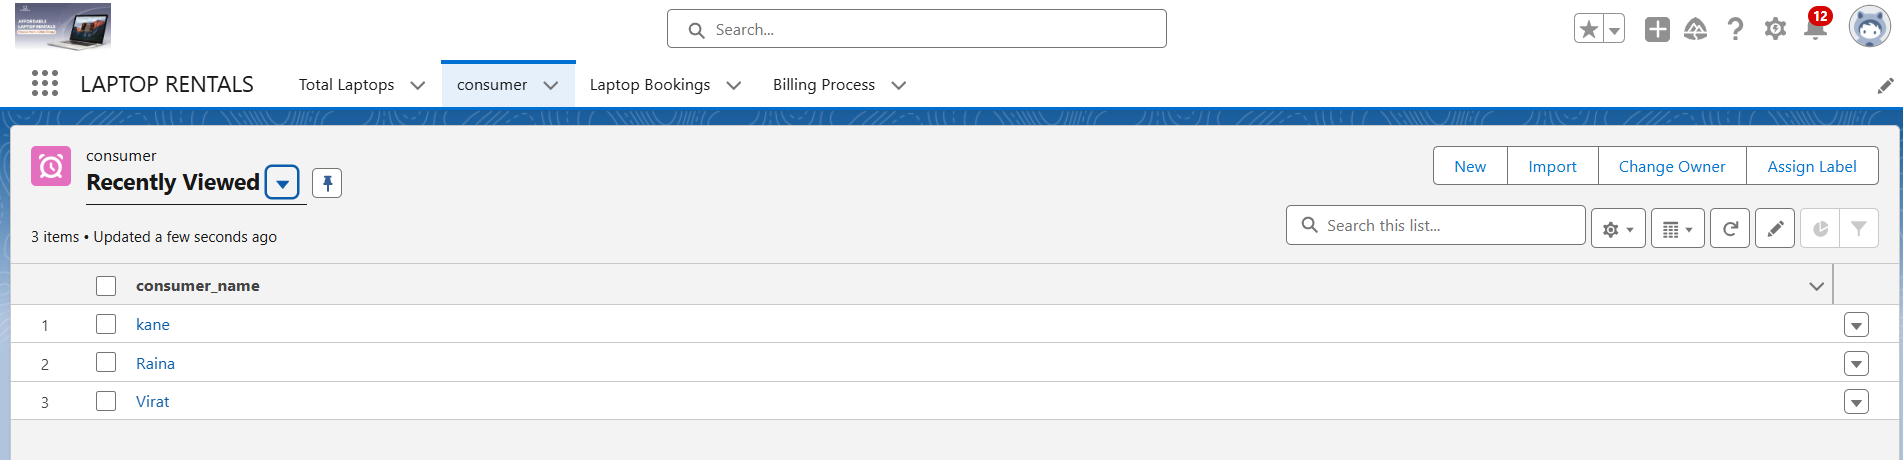 AFFORDABLE
LAPTOP RENTALS
Search...
12
LAPTOP RENTALS
Total Laptops
consumer
Laptop Bookings
Billing Process
consumer
Recently Viewed
New
Import
Change Owner
Assign Label
3 items • Updated a few seconds ago
Search this list...
consumer_name
1 kane
2 Raina
3 Virat